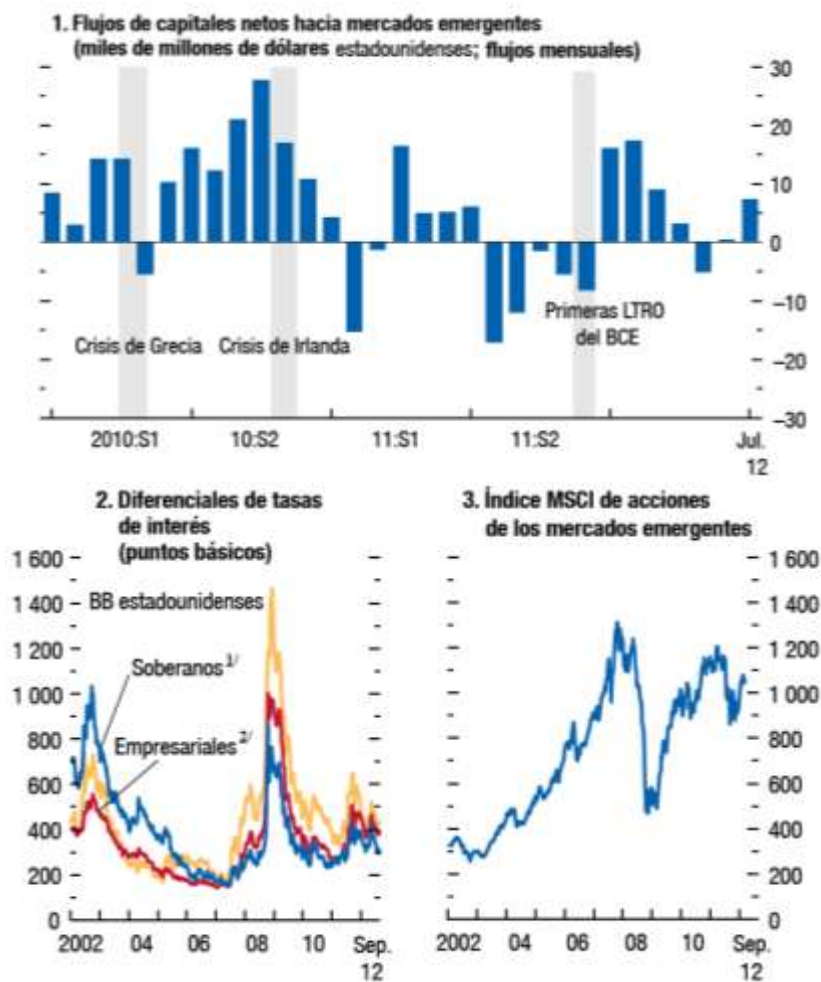 1. Flujos de capitales netos hacia mercados emergentes
(miles de millones de dólares estadounidenses; flujos mensuales)
30
20
10
0
–10
–20
–30
Crisis de Grecia
Crisis de Irlanda
Primeras LTRO
del BCE
2010:S1
10:S2
11:S1
11:S2
Jul.
12
2. Diferenciales de tasas
de interés
(puntos básicos)
1 600
1 400
1 200
1 000
800
600
400
200
0
BB estadounidenses
Soberanos 1/
Empresariales 2/
2002
04
06
08
10
Sep.
12
3. Índice MSCI de acciones
de los mercados emergentes
1 600
1 400
1 200
1 000
800
600
400
200
0
2002
04
06
08
10
Sep.
12